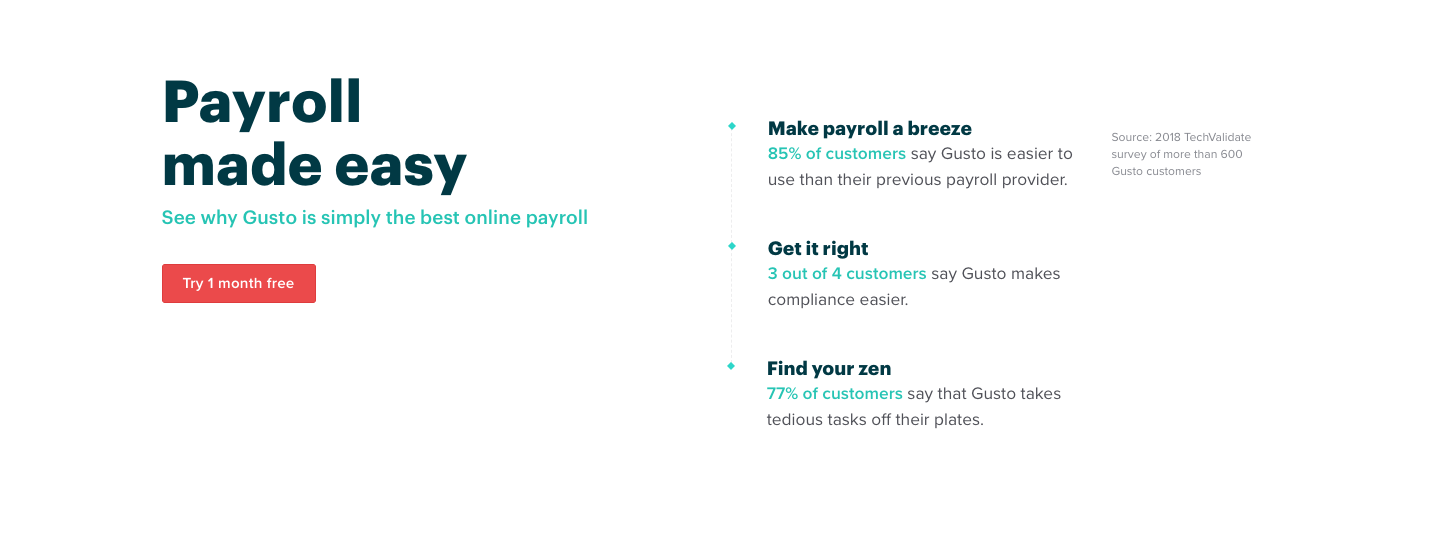 Payroll
made easy
See why Gusto is simply the best online payroll
Try 1 month free
Make payroll a breeze
85% of customers say Gusto is easier to
use than their previous payroll provider.
Source: 2018 TechValidate
survey of more than 600
Gusto customers
Get it right
3 out of 4 customers say Gusto makes
compliance easier.
Find your zen
77% of customers say that Gusto takes
tedious tasks off their plates.